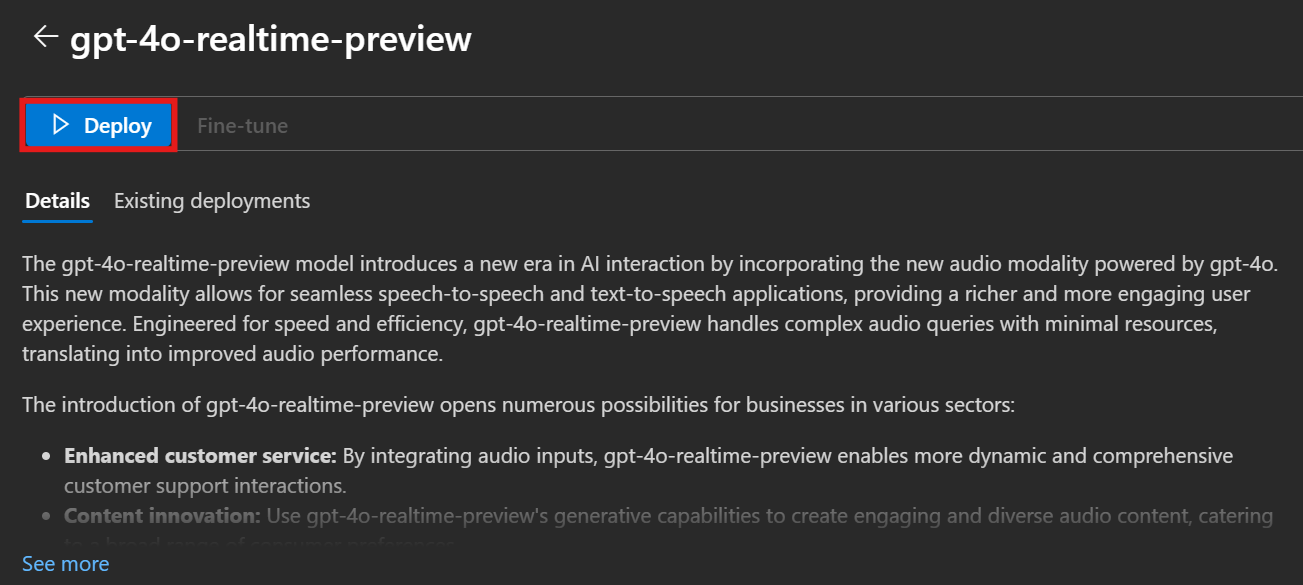 gpt-4o-realtime-preview
Deploy
Fine-tune
Details
Existing deployments
The gpt-4o-realtime-preview model introduces a new era in AI interaction by incorporating the new audio modality powered by gpt-4o.
This new modality allows for seamless speech-to-speech and text-to-speech applications, providing a richer and more engaging user
experience. Engineered for speed and efficiency, gpt-4o-realtime-preview handles complex audio queries with minimal resources,
translating into improved audio performance.
The introduction of gpt-4o-realtime-preview opens numerous possibilities for businesses in various sectors:
• Enhanced customer service: By integrating audio inputs, gpt-4o-realtime-preview enables more dynamic and comprehensive
customer support interactions.
• Content innovation: Use gpt-4o-realtime-preview's generative capabilities to create engaging and diverse audio content, catering
See more